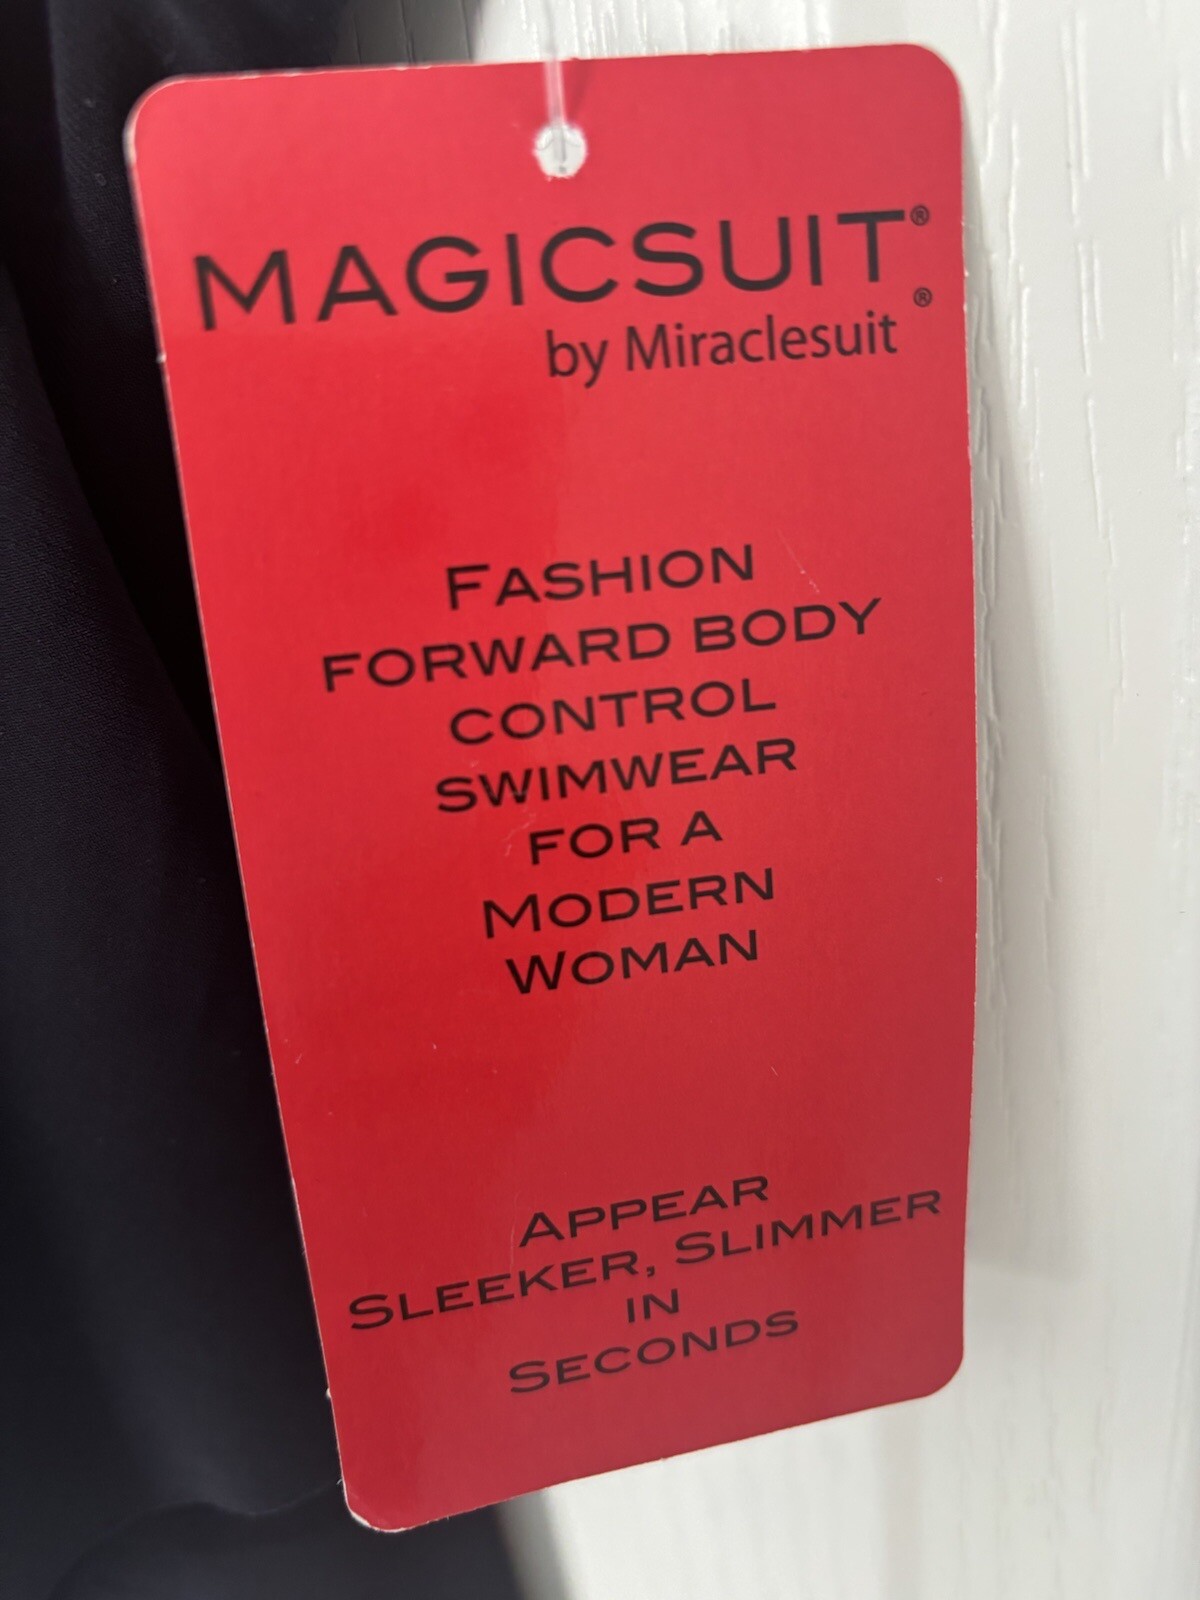 MAGICSUIT®
by Miraclesuit®
FASHION
FORWARD BODY
CONTROL
SWIMWEAR
FOR A
MODERN
WOMAN
APPEAR
SLEEKER, SLIMMER
IN
SECONDS